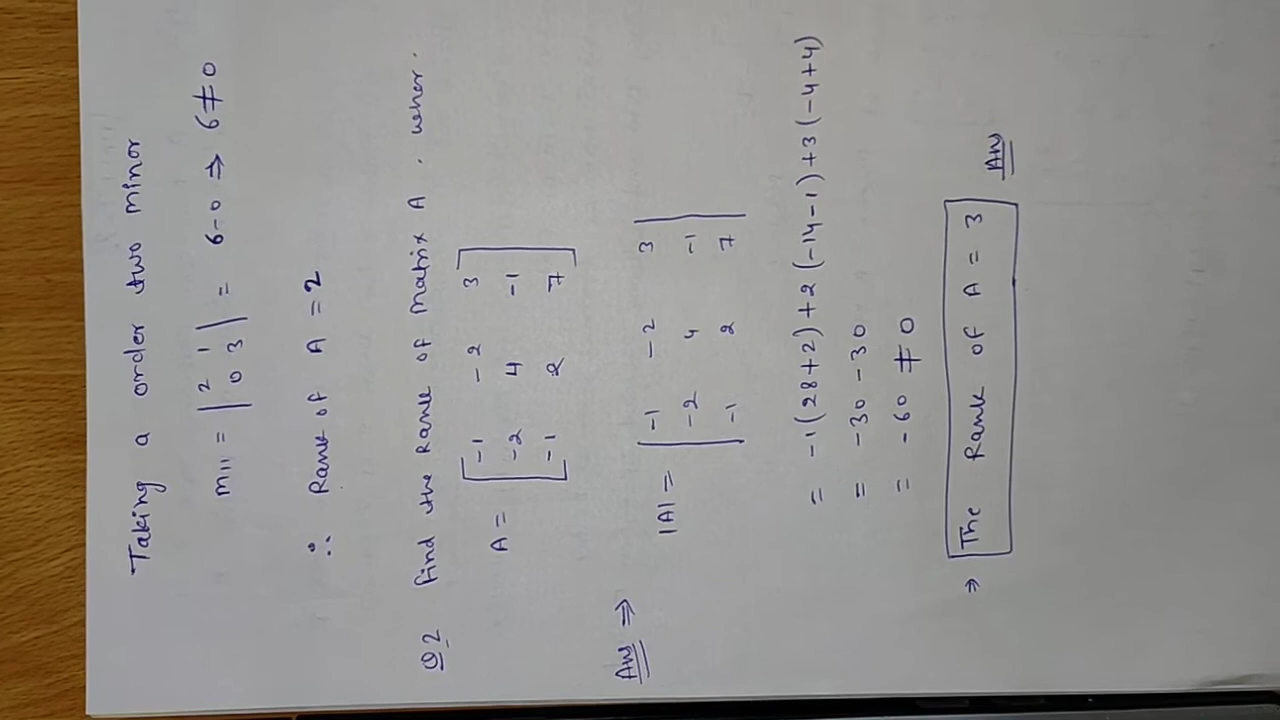 Taking a order two minor
M11 = | 2 1 | = 6-0 ⇒ 6 ≠ 0
| 0 3 |
∴ Rank of A = 2
Q2 find the Rank of Matrix A. when.
A = [ -1 -2 3 ]
[ -2 4 -1 ]
[ -1 2 7 ]
Ans ⇒
|A| = | -1 -2 3 |
| -2 4 -1 |
| -1 2 7 |
= -1(28+2)+2(-14-1)+3(-4+4)
= -30-30
= -60 ≠ 0
⇒ The Rank of A = 3 Ans